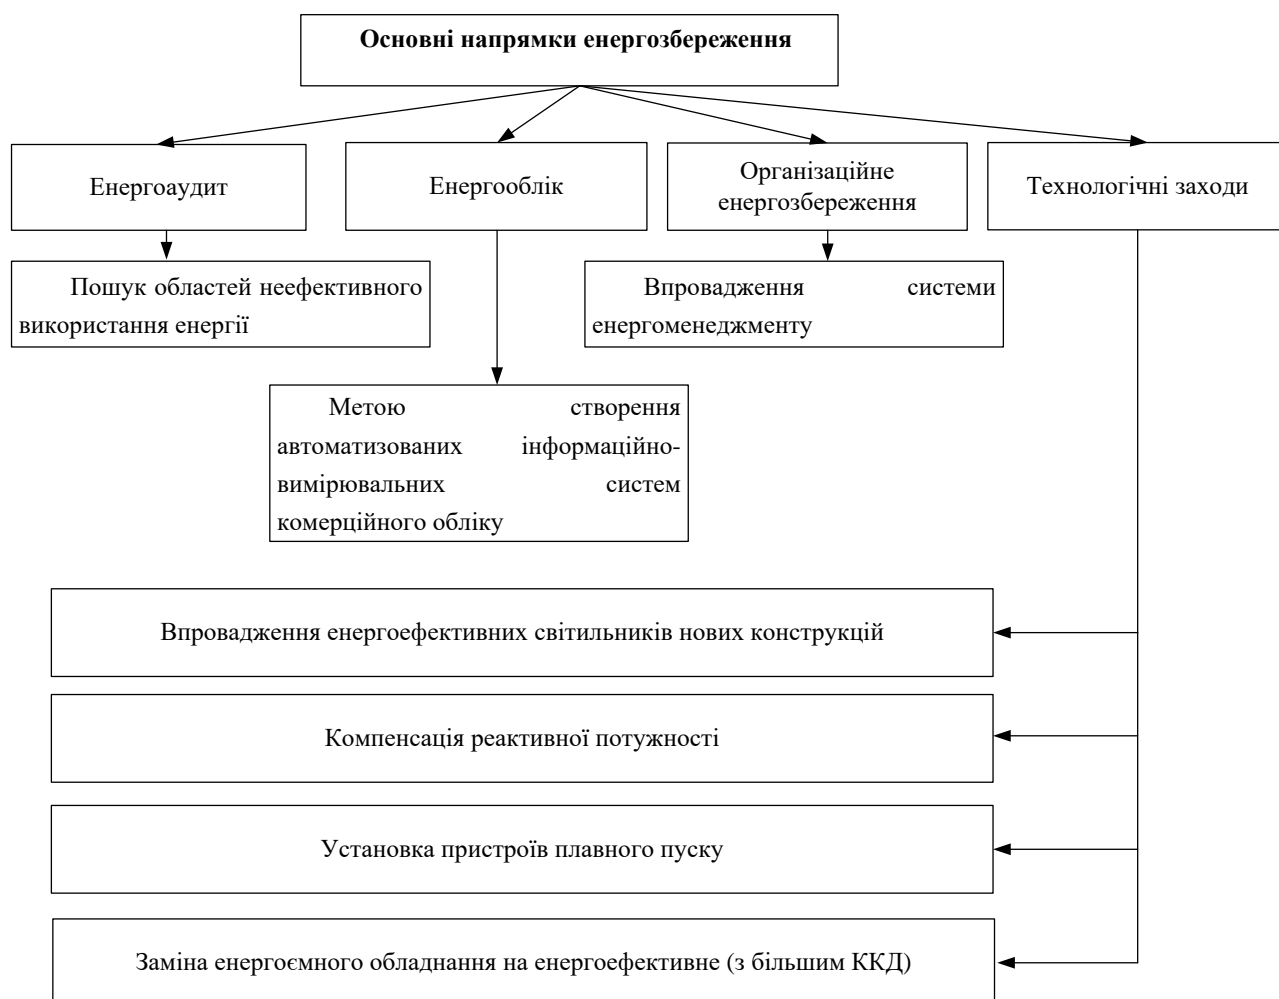 Основні напрямки енергозбереження
Енергоаудит
Енергооблік
Організаційне
енергозбереження
Технологічні заходи
Пошук областей неефективного
використання енергії
Впровадження системи
енергоменеджменту
Метою створення
автоматизованих інформаційно-
вимірювальних систем
комерційного обліку
Впровадження енергоефективних світильників нових конструкцій
Компенсація реактивної потужності
Установка пристроїв плавного пуску
Заміна енергоємного обладнання на енергоефективне (з більшим ККД)